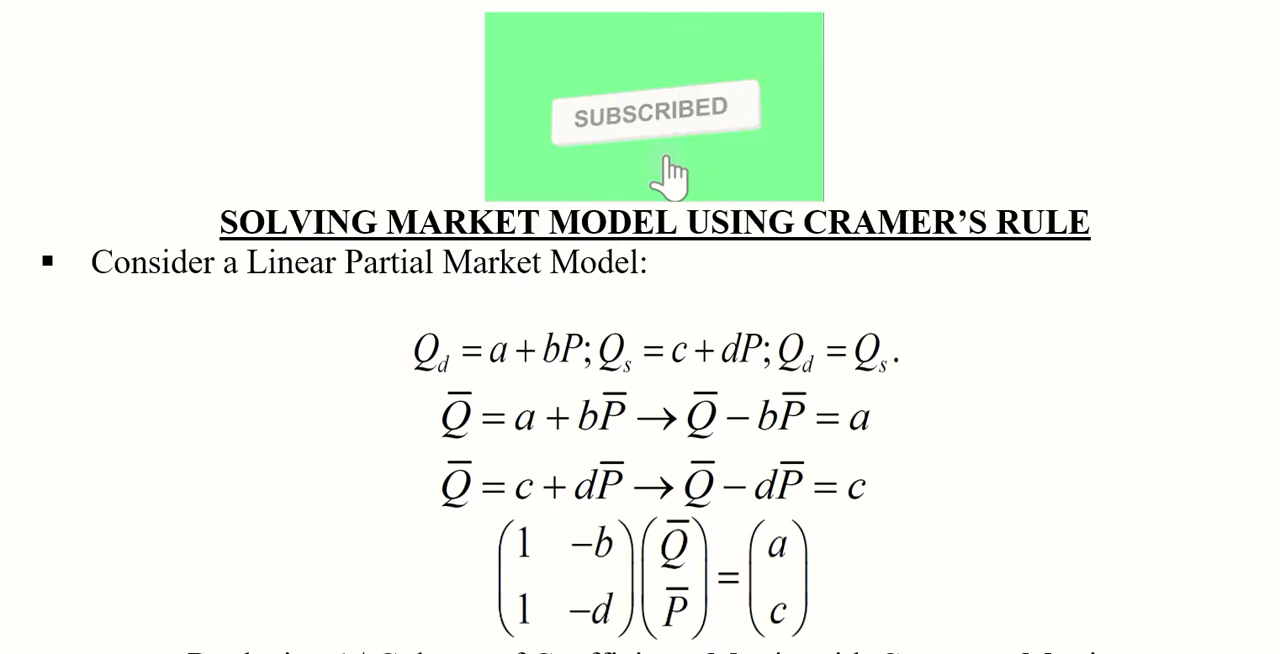 SUBSCRIBED
SOLVING MARKET MODEL USING CRAMER’S RULE
▪ Consider a Linear Partial Market Model:
Q_d = a + bP; Q_s = c + dP; Q_d = Q_s.
Q̅ = a + bP̅ → Q̅ − bP̅ = a
Q̅ = c + dP̅ → Q̅ − dP̅ = c
(1 −b; 1 −d)(Q̅; P̅) = (a; c)